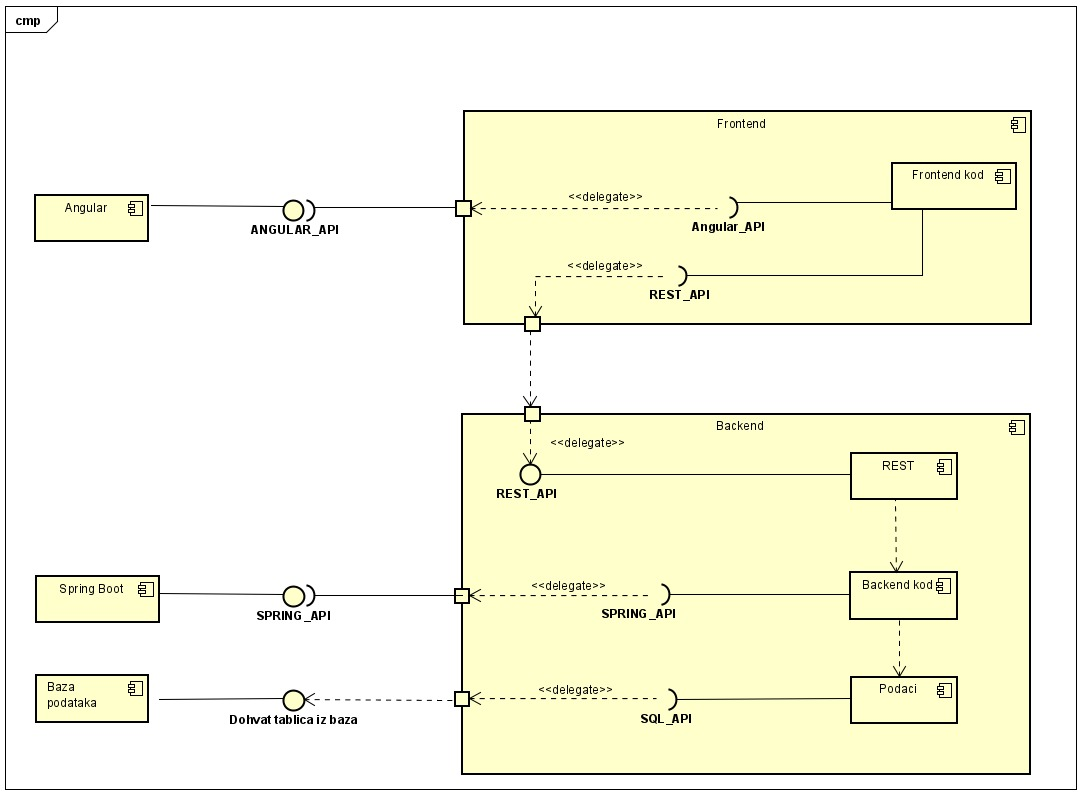 cmp
Frontend
Frontend kod
<<delegate>>
Angular
ANGULAR_API
Angular_API
<<delegate>>
REST_API
Backend
<<delegate>>
REST
REST_API
Spring Boot
SPRING_API
<<delegate>>
SPRING_API
Backend kod
Baza
podataka
Dohvat tablica iz baza
<<delegate>>
SQL_API
Podaci